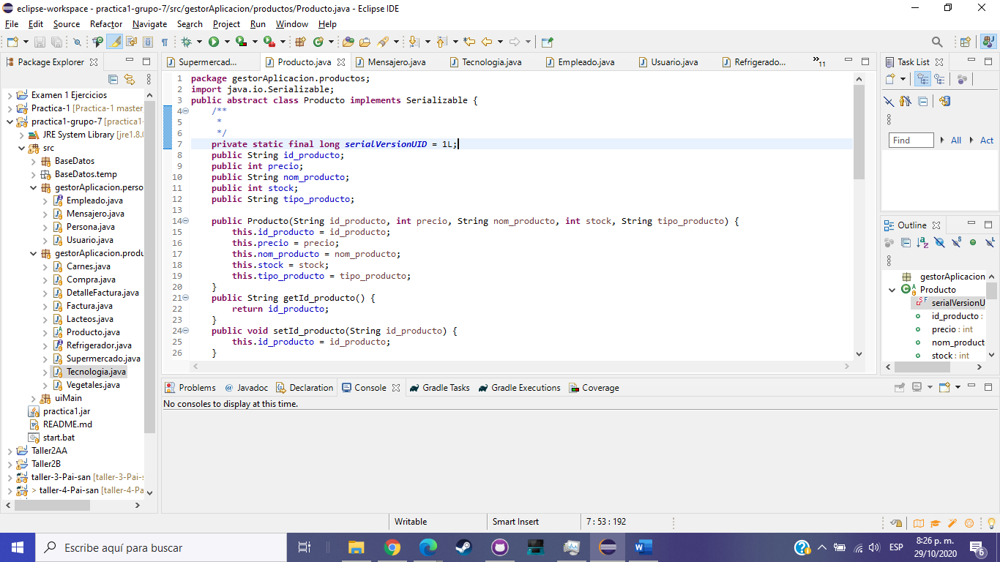 eclipse-workspace - practica1-grupo-7/src/gestorAplicacion/productos/Producto.java - Eclipse IDE
File Edit Source Refactor Navigate Search Project Run Window Help
Package Explorer
Examen 1 Ejercicios
Practica-1 [Practica-1 master
practica1-grupo-7 [practica1-
JRE System Library [jre1.8.0
src
BaseDatos
BaseDatos.temp
gestorAplicacion.perso
Empleado.java
Mensajero.java
Persona.java
Usuario.java
gestorAplicacion.produ
Carnes.java
Compra.java
DetalleFactura.java
Factura.java
Lacteos.java
Producto.java
Refrigerador.java
Supermercado.java
Tecnologia.java
Vegetales.java
uiMain
practica1.jar
README.md
start.bat
Taller2AA
Taller2B
taller-3-Pai-san [taller-3-Pai-s
> taller-4-Pai-san [taller-4-Pa
Supermercad... Producto.java Mensajero.java Tecnologia.java Empleado.java Usuario.java Refrigerado... »11
1 package gestorAplicacion.productos;
2 import java.io.Serializable;
3 public abstract class Producto implements Serializable {
4 /**
5 *
6 */
7 private static final long serialVersionUID = 1L;
8 public String id_producto;
9 public int precio;
10 public String nom_producto;
11 public int stock;
12 public String tipo_producto;
13
14 public Producto(String id_producto, int precio, String nom_producto, int stock, String tipo_producto) {
15 this.id_producto = id_producto;
16 this.precio = precio;
17 this.nom_producto = nom_producto;
18 this.stock = stock;
19 this.tipo_producto = tipo_producto;
20 }
21 public String getId_producto() {
22 return id_producto;
23 }
24 public void setId_producto(String id_producto) {
25 this.id_producto = id_producto;
26 }
Task List
Find All Act
Outline
gestorAplicacion
Producto
serialVersionU
id_producto :
precio : int
nom_product
stock : int
Problems @ Javadoc Declaration Console Gradle Tasks Gradle Executions Coverage
No consoles to display at this time.
Writable Smart Insert 7 : 53 : 192
Escribe aquí para buscar
ESP
8:26 p. m.
29/10/2020
6